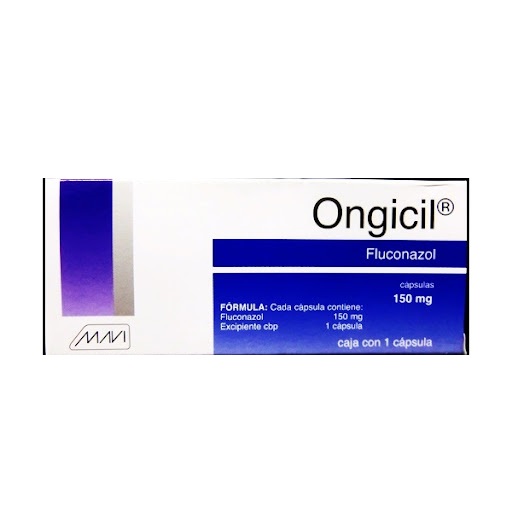 Ongicil®
Fluconazol
cápsulas
150 mg
FÓRMULA: Cada cápsula contiene:
Fluconazol 150 mg
Excipiente cbp 1 cápsula
caja con 1 cápsula
MAVI